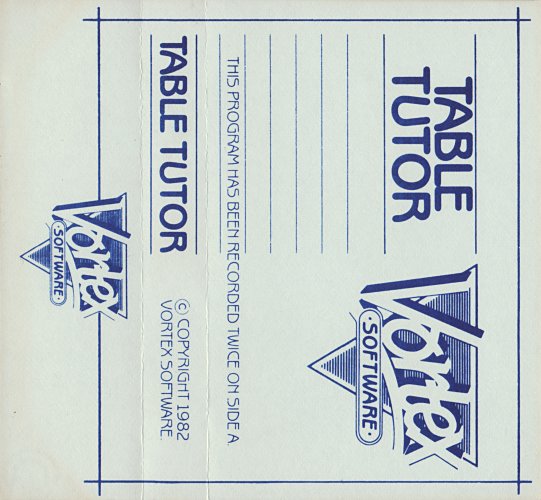 TABLE
TUTOR
Vortex
·SOFTWARE·
THIS PROGRAM HAS BEEN RECORDED TWICE ON SIDE A
TABLE TUTOR
© COPYRIGHT 1982
VORTEX SOFTWARE.
Vortex
·SOFTWARE·